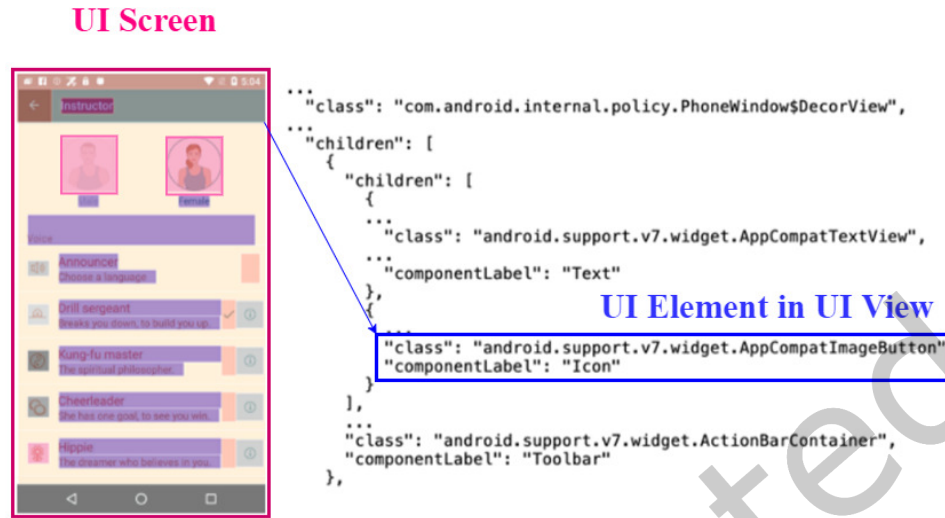 UI Screen
5:04
Instructor
Male
Female
Voice
Announcer
Choose a language
Drill sergeant
Breaks you down, to build you up.
Kung-fu master
The spiritual philosopher.
Cheerleader
She has one goal, to see you win.
Hippie
The dreamer who believes in you.
...
"class": "com.android.internal.policy.PhoneWindow$DecorView",
...
"children": [
{
"children": [
{
...
"class": "android.support.v7.widget.AppCompatTextView",
...
"componentLabel": "Text"
},
{
UI Element in UI View
...
"class": "android.support.v7.widget.AppCompatImageButton"
"componentLabel": "Icon"
}
],
...
"class": "android.support.v7.widget.ActionBarContainer",
"componentLabel": "Toolbar"
},
ted